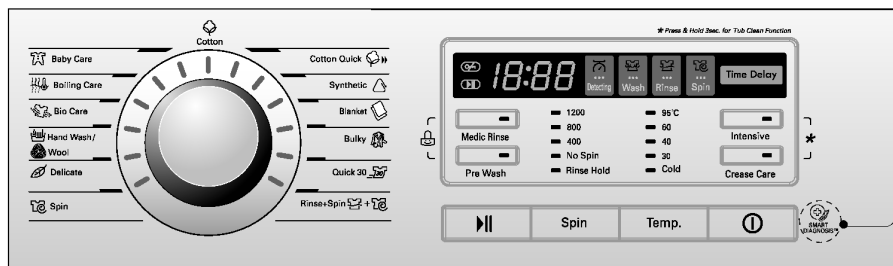 * Press & Hold 3sec. for Tub Clean Function
Cotton
Baby Care
Boiling Care
Bio Care
Hand Wash/
Wool
Delicate
Spin
Cotton Quick
Synthetic
Blanket
Bulky
Quick 30
30
Rinse+Spin +
18:88
Detecting
Wash
Rinse
Spin
Time Delay
Medic Rinse
Pre Wash
1200
800
400
No Spin
Rinse Hold
95°C
60
40
30
Cold
Intensive
Crease Care
*
Spin
Temp.
SMART
DIAGNOSIS™